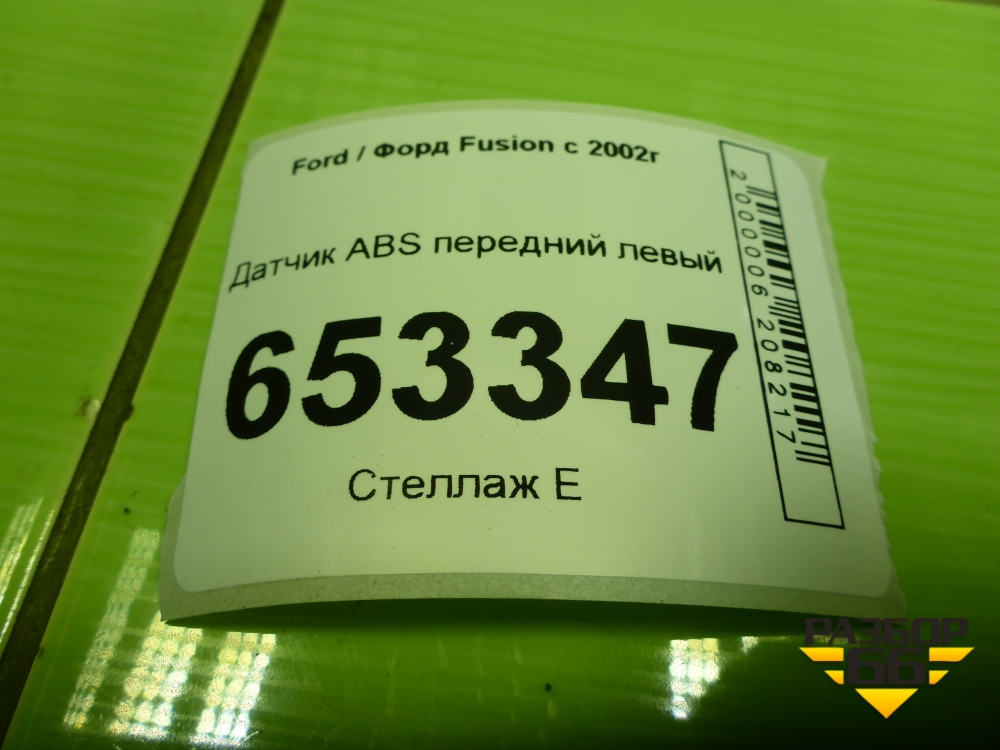 Ford / Форд Fusion с 2002г
Датчик ABS передний левый
653347
Стеллаж Е
2000006208217
РАЗБОР
66